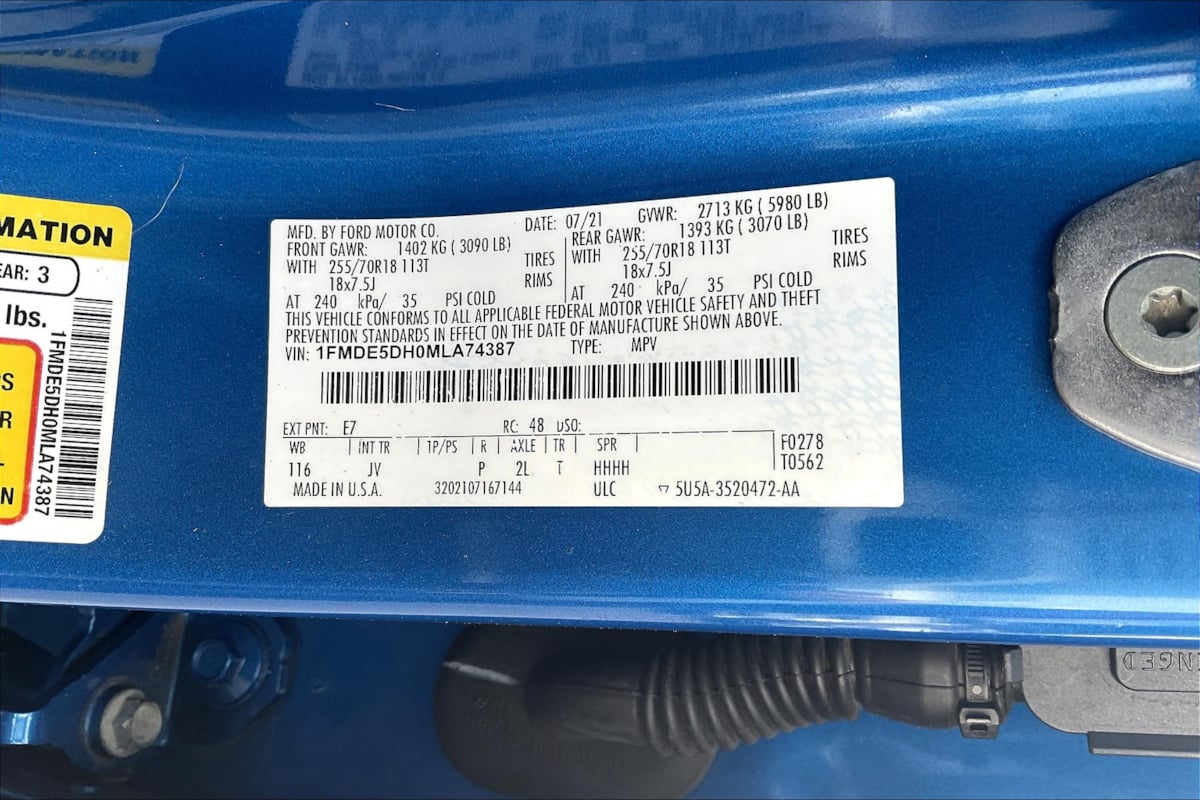 MATION
EAR: 3
lbs.
1FMDE5DH0MLA74387
PS
R
N
MFD. BY FORD MOTOR CO.
DATE: 07/21
GVWR: 2713 KG ( 5980 LB)
FRONT GAWR: 1402 KG ( 3090 LB)
WITH 255/70R18 113T TIRES
18x7.5J RIMS
AT 240 kPa/ 35 PSI COLD
REAR GAWR: 1393 KG ( 3070 LB)
WITH 255/70R18 113T TIRES
18x7.5J RIMS
AT 240 kPa/ 35 PSI COLD
THIS VEHICLE CONFORMS TO ALL APPLICABLE FEDERAL MOTOR VEHICLE SAFETY AND THEFT
PREVENTION STANDARDS IN EFFECT ON THE DATE OF MANUFACTURE SHOWN ABOVE.
VIN: 1FMDE5DH0MLA74387 TYPE: MPV
EXT PNT: E7 RC: 48 DSO:
WB INT TR TP/PS R AXLE TR SPR F0278
116 JV P 2L T HHHH T0562
MADE IN U.S.A. 3202107167144 ULC ▽ 5U5A-3520472-AA